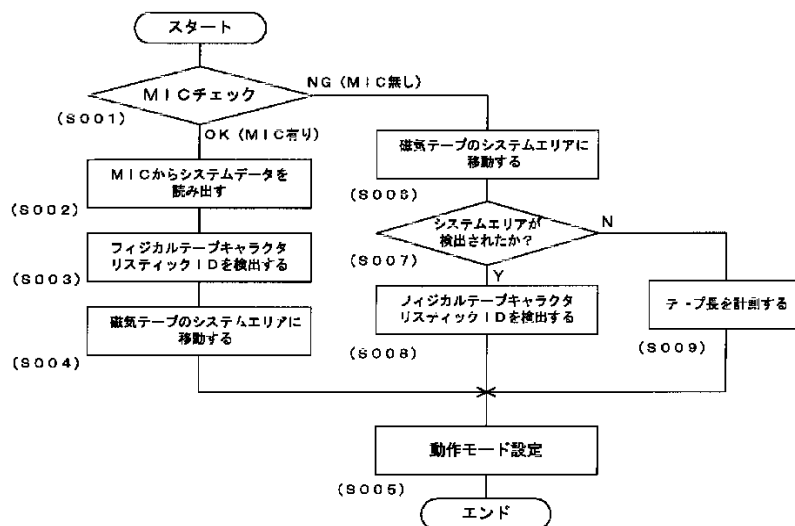 スタート
MICチェック
NG(MIC無し)
(S001)
OK(MIC有り)
MICからシステムデータを
読み出す
(S002)
フィジカルテープキャラクタ
リスティックIDを検出する
(S003)
磁気テープのシステムエリアに
移動する
(S004)
磁気テープのシステムエリアに
移動する
(S006)
システムエリアが
検出されたか?
N
(S007)
Y
フィジカルテープキャラクタ
リスティックIDを検出する
(S008)
テープ長を計測する
(S009)
動作モード設定
(S005)
エンド